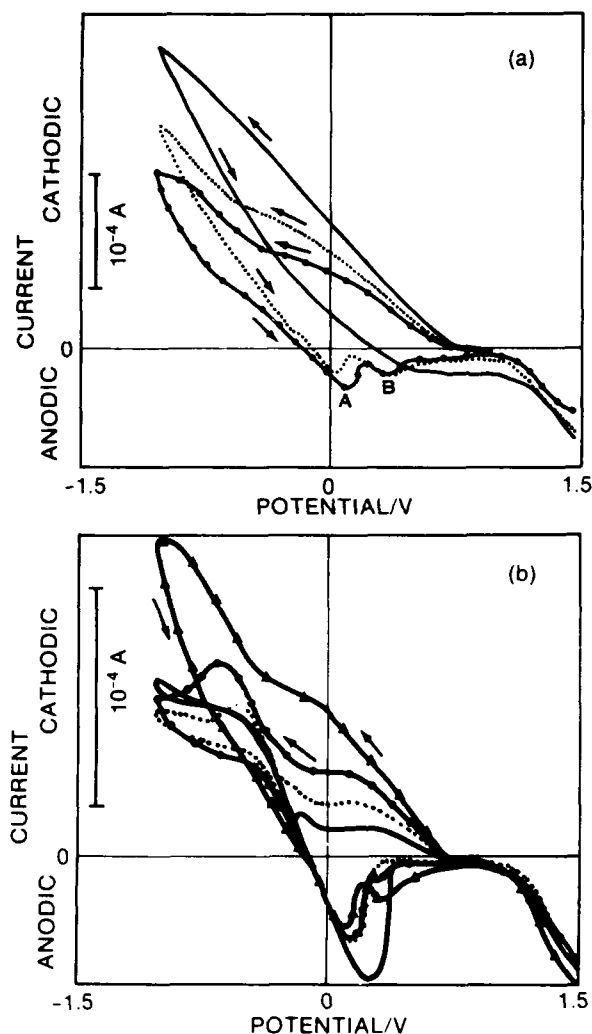 (a)
CURRENT
ANODIC CATHODIC
10⁻⁴ A
0
A B
-1.5 0 1.5
POTENTIAL/V
(b)
CURRENT
ANODIC CATHODIC
10⁻⁴ A
0
-1.5 0 1.5
POTENTIAL/V